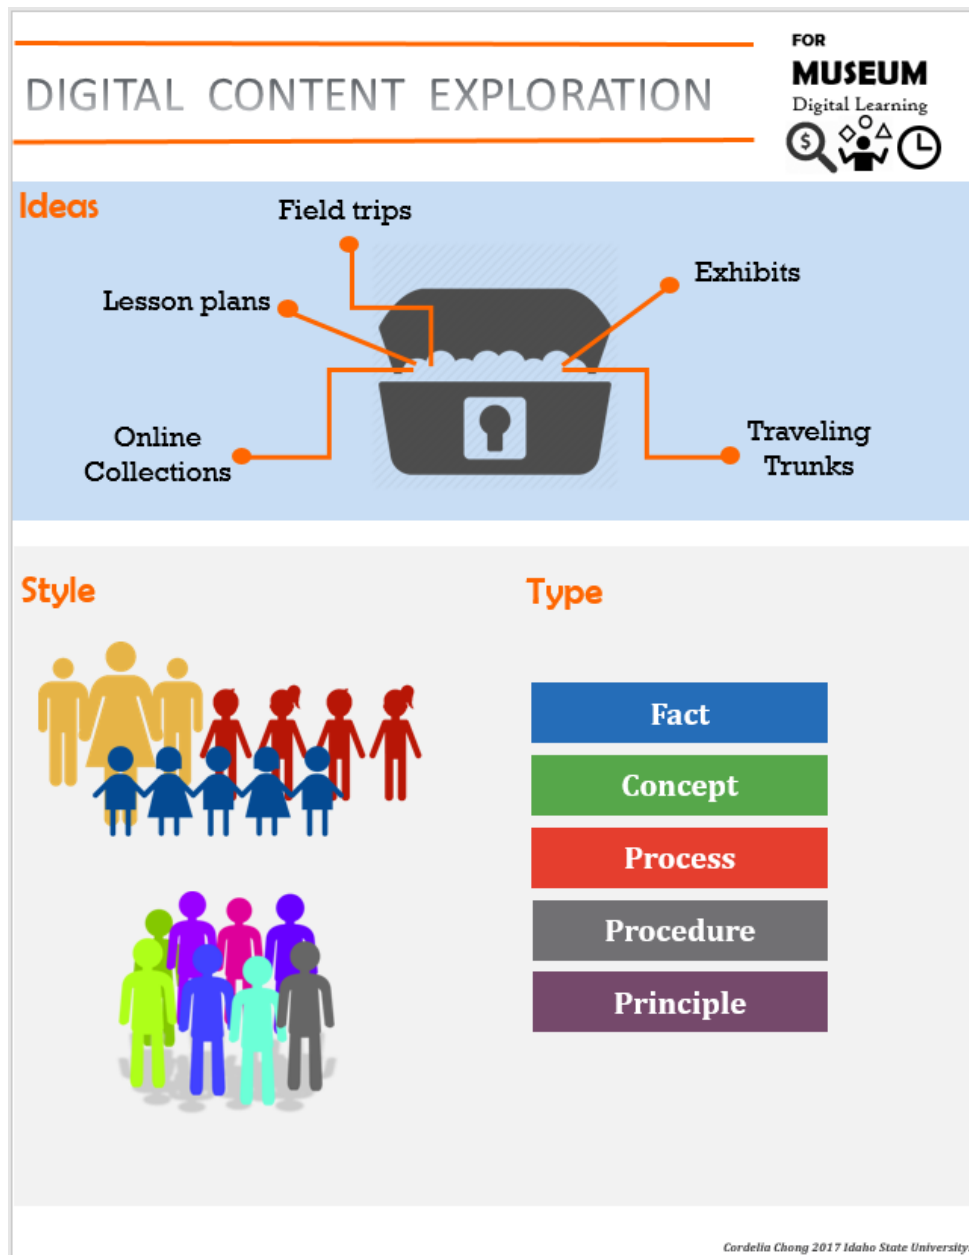 DIGITAL CONTENT EXPLORATION
FOR
MUSEUM
Digital Learning
$
Ideas
Field trips
Exhibits
Lesson plans
Online
Collections
Traveling
Trunks
Style
Type
Fact
Concept
Process
Procedure
Principle
Cordelia Chong 2017 Idaho State University.